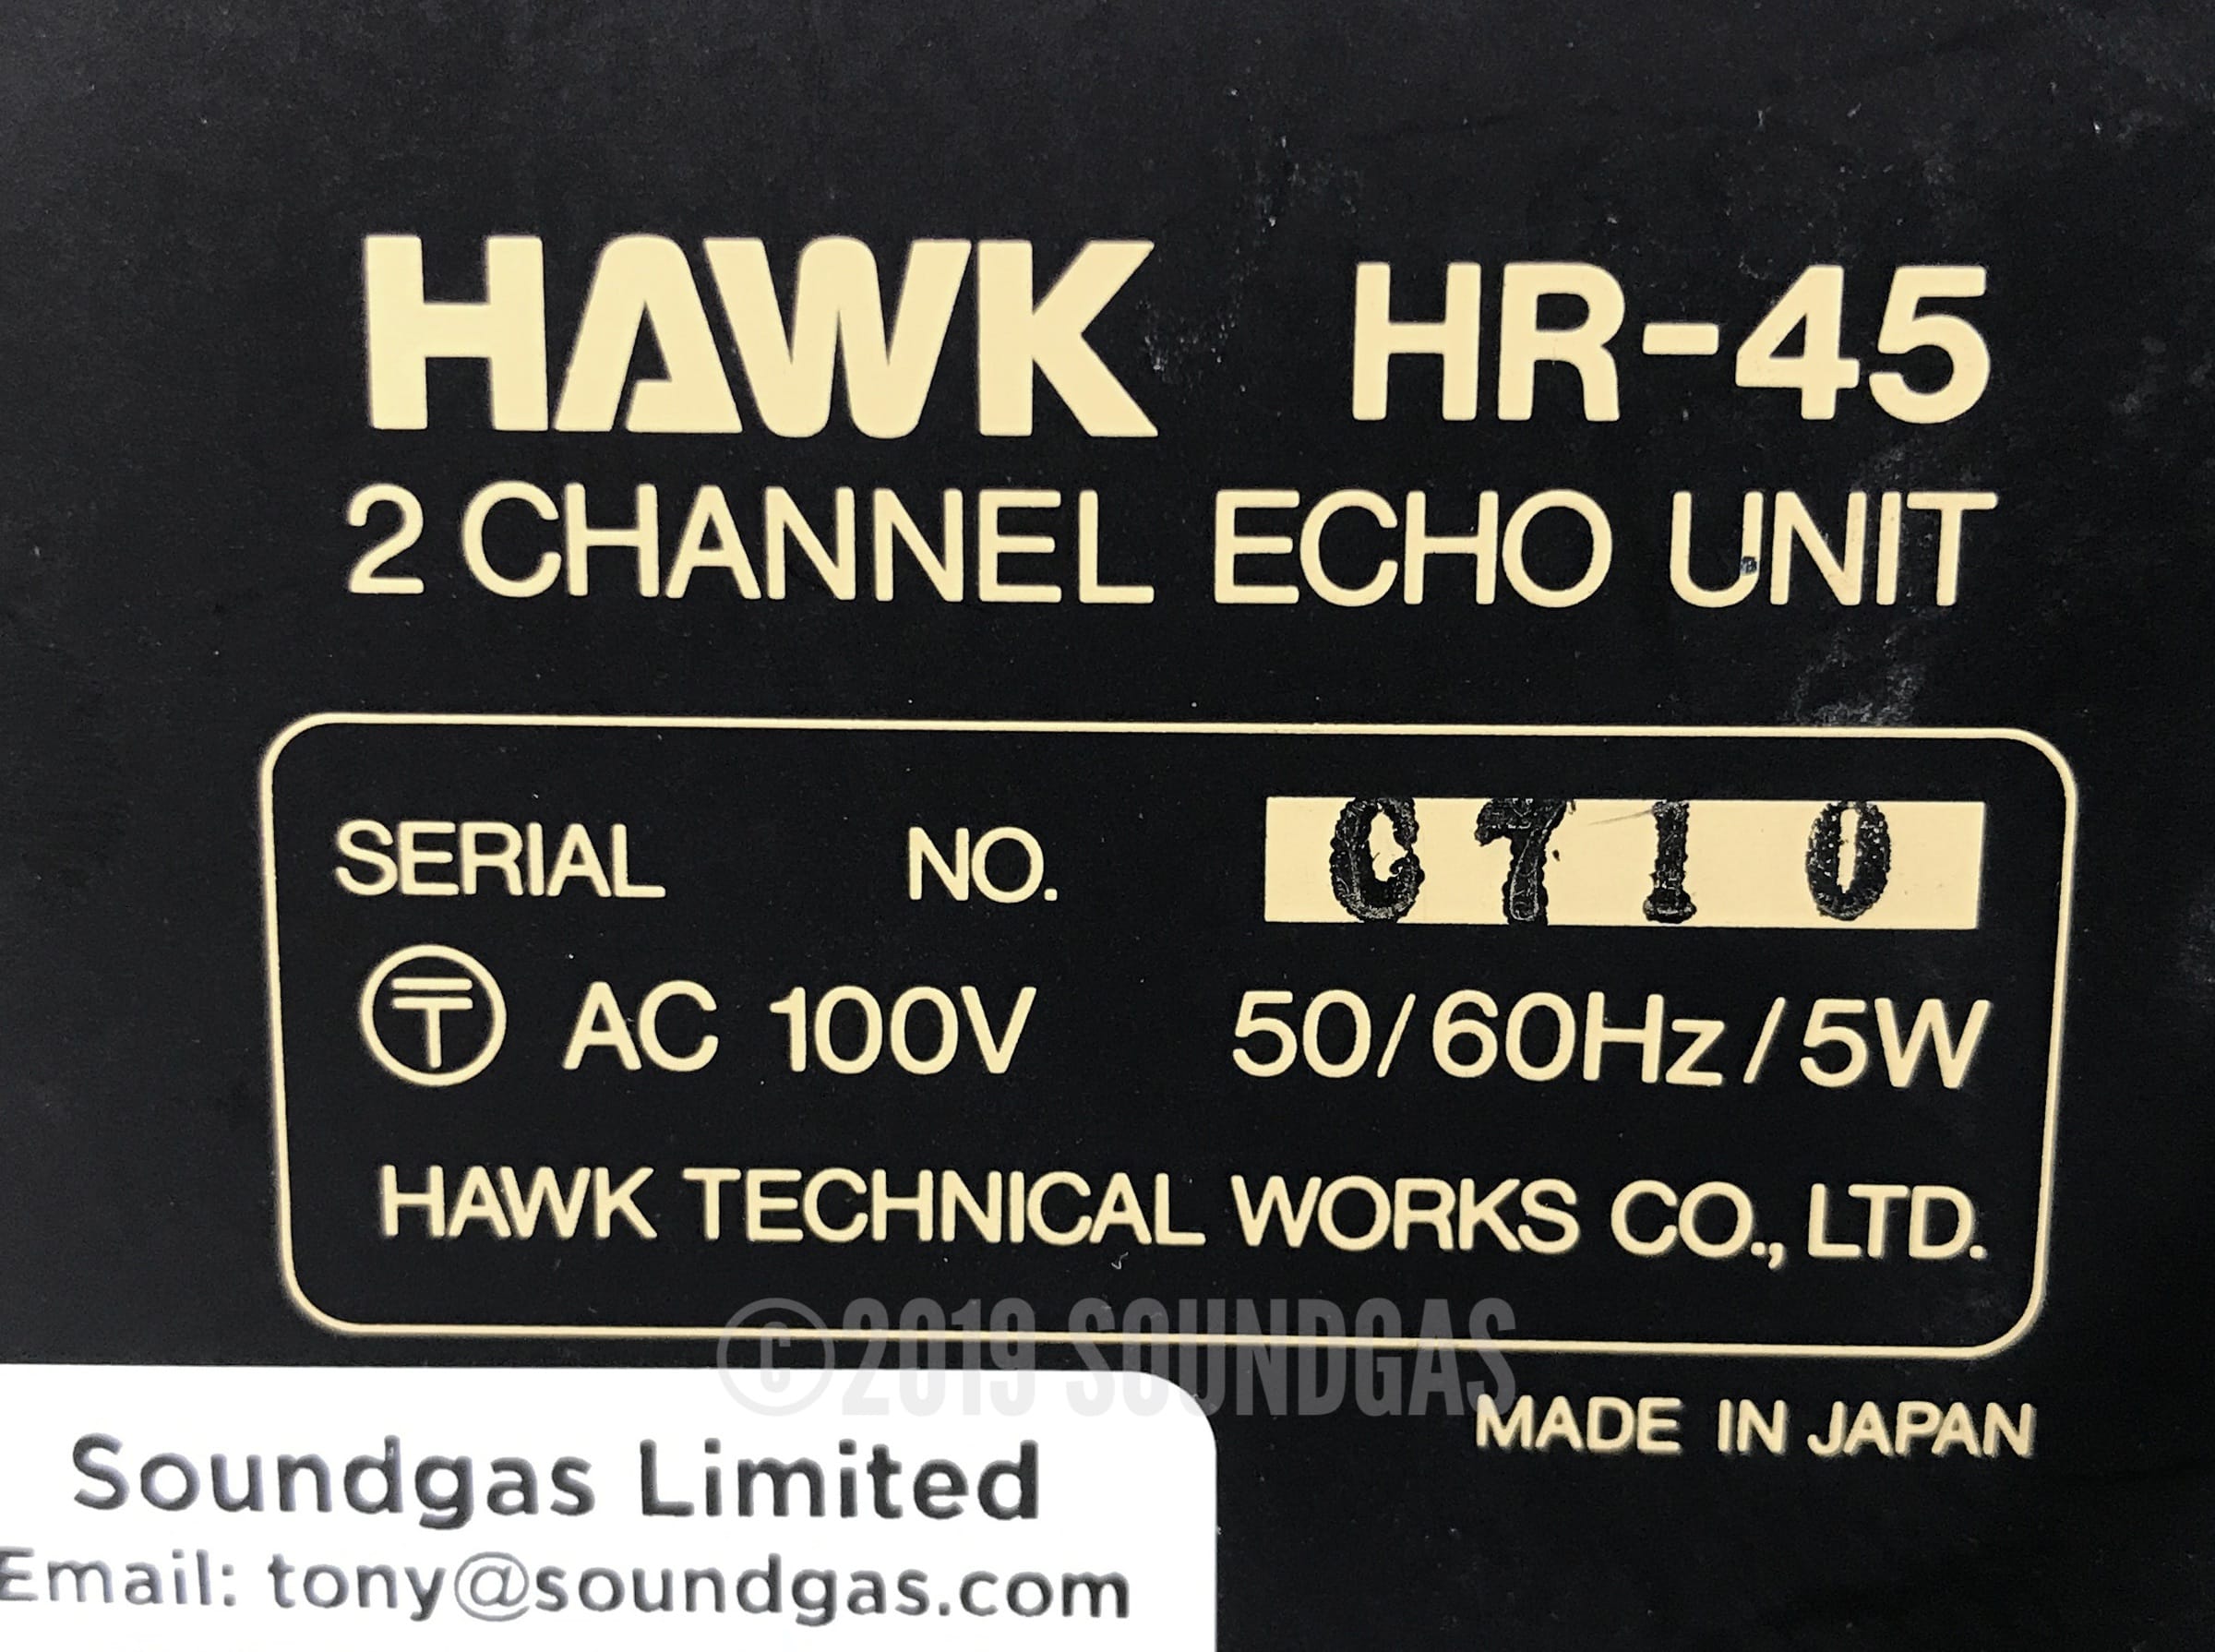 HAWK HR-45
2 CHANNEL ECHO UNIT
SERIAL NO. 0710
AC 100V 50/60Hz/5W
HAWK TECHNICAL WORKS CO., LTD.
©2019 SOUNDGAS
MADE IN JAPAN
Soundgas Limited
Email: tony@soundgas.com